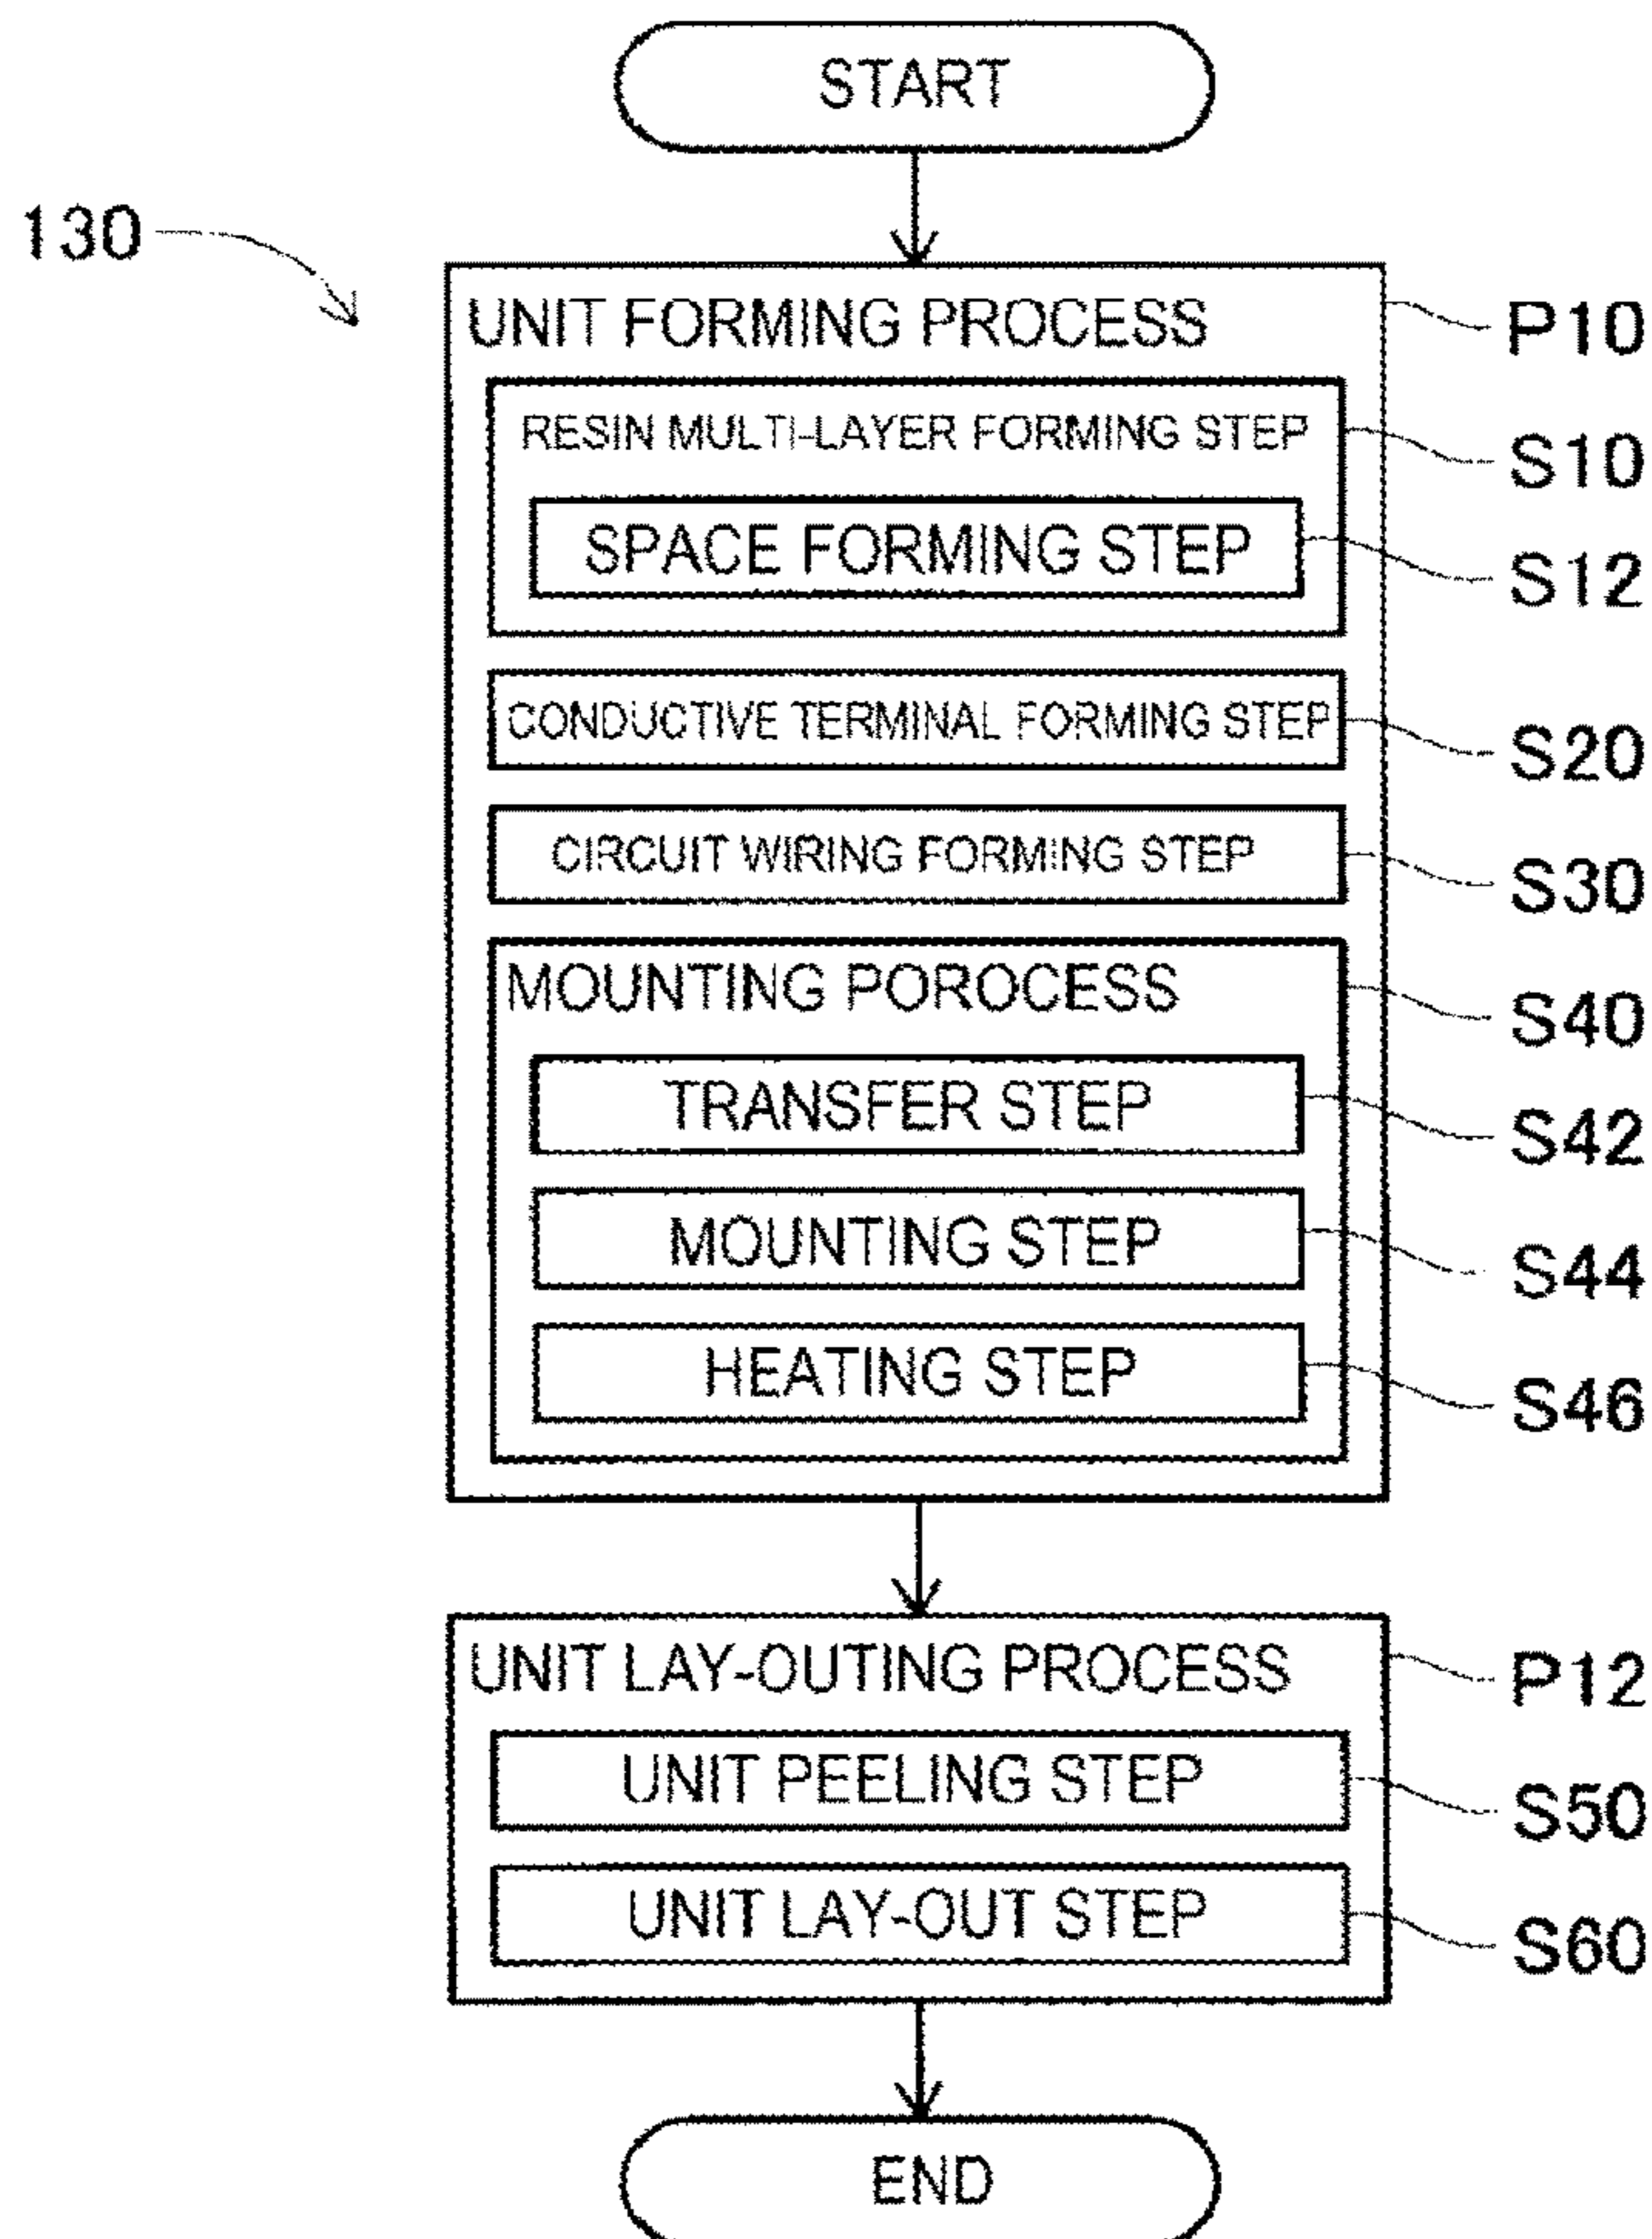 START
130
UNIT FORMING PROCESS
P10
RESIN MULTI-LAYER FORMING STEP
S10
SPACE FORMING STEP
S12
CONDUCTIVE TERMINAL FORMING STEP
S20
CIRCUIT WIRING FORMING STEP
S30
MOUNTING POROCESS
S40
TRANSFER STEP
S42
MOUNTING STEP
S44
HEATING STEP
S46
UNIT LAY-OUTING PROCESS
P12
UNIT PEELING STEP
S50
UNIT LAY-OUT STEP
S60
END